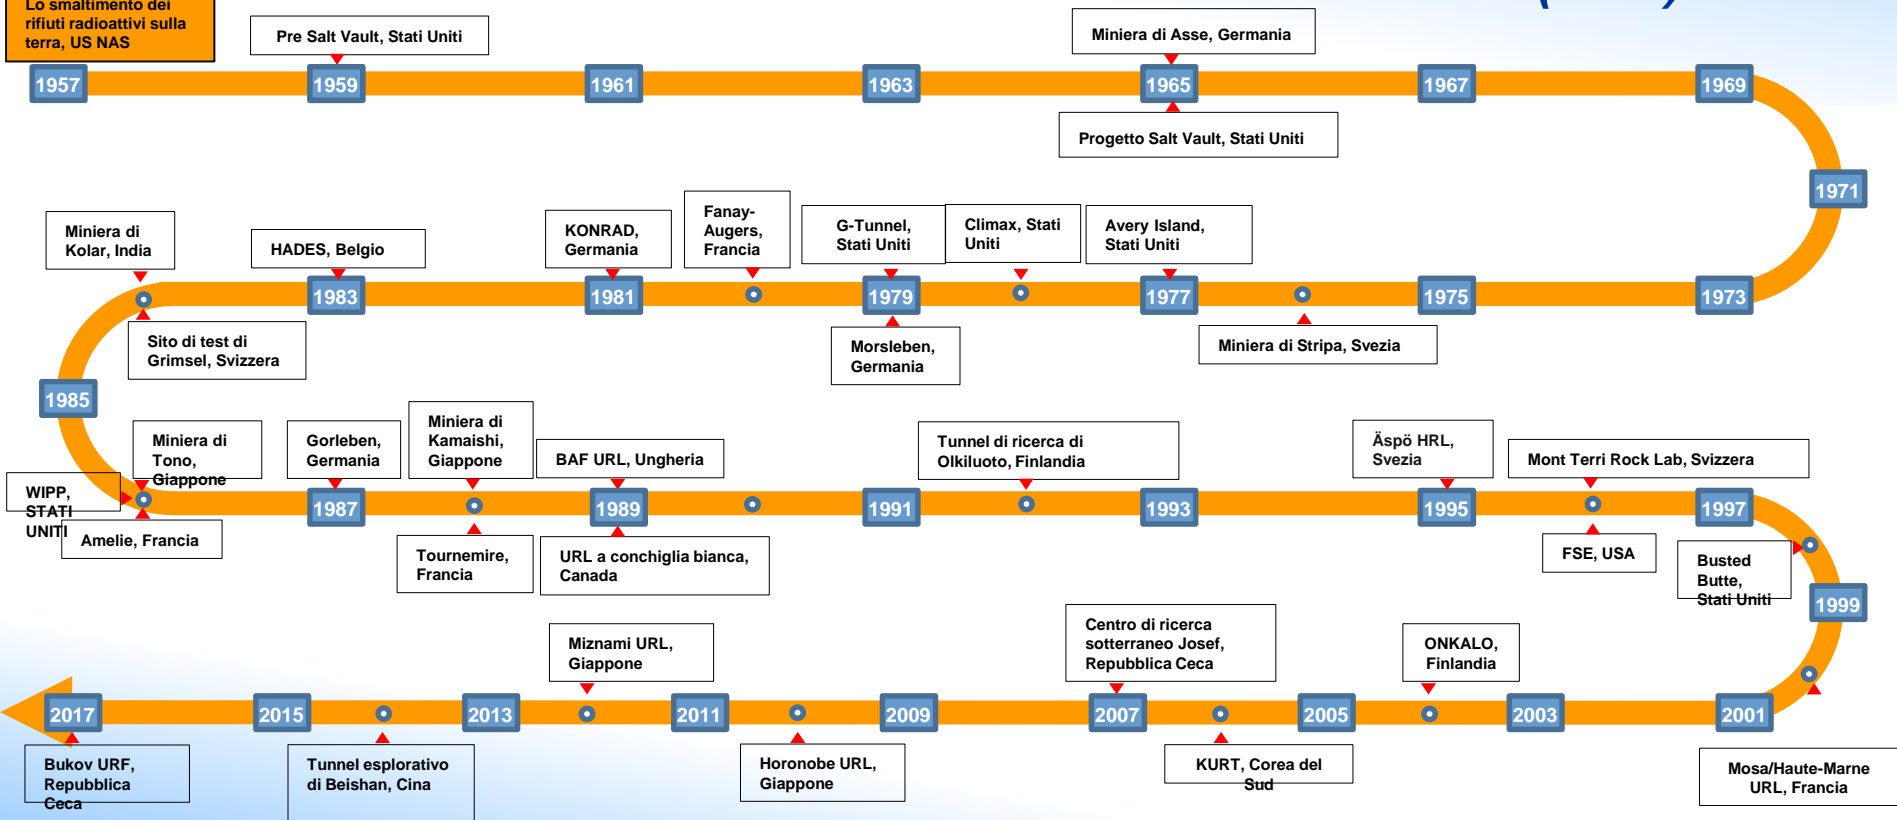 Lo smaltimento dei
rifiuti radioattivi sulla
terra, US NAS
Pre Salt Vault, Stati Uniti
Miniera di Asse, Germania
1957
1959
1961
1963
1965
1967
1969
Progetto Salt Vault, Stati Uniti
1971
Miniera di
Kolar, India
HADES, Belgio
KONRAD,
Germania
Fanay-
Augers,
Francia
G-Tunnel,
Stati Uniti
Climax, Stati
Uniti
Avery Island,
Stati Uniti
1983
1981
1979
1977
1975
1973
Sito di test di
Grimsel, Svizzera
Morsleben,
Germania
Miniera di Stripa, Svezia
1985
Miniera di
Tono,
Giappone
Gorleben,
Germania
Miniera di
Kamaishi,
Giappone
BAF URL, Ungheria
Tunnel di ricerca di
Olkiluoto, Finlandia
Äspö HRL,
Svezia
Mont Terri Rock Lab, Svizzera
WIPP,
STATI
UNITI
1987
1989
1991
1993
1995
1997
Amelie, Francia
Tournemire,
Francia
URL a conchiglia bianca,
Canada
FSE, USA
Busted
Butte,
Stati Uniti
1999
Miznami URL,
Giappone
Centro di ricerca
sotterraneo Josef,
Repubblica Ceca
ONKALO,
Finlandia
2017
2015
2013
2011
2009
2007
2005
2003
2001
Bukov URF,
Repubblica
Ceca
Tunnel esplorativo
di Beishan, Cina
Horonobe URL,
Giappone
KURT, Corea del
Sud
Mosa/Haute-Marne
URL, Francia